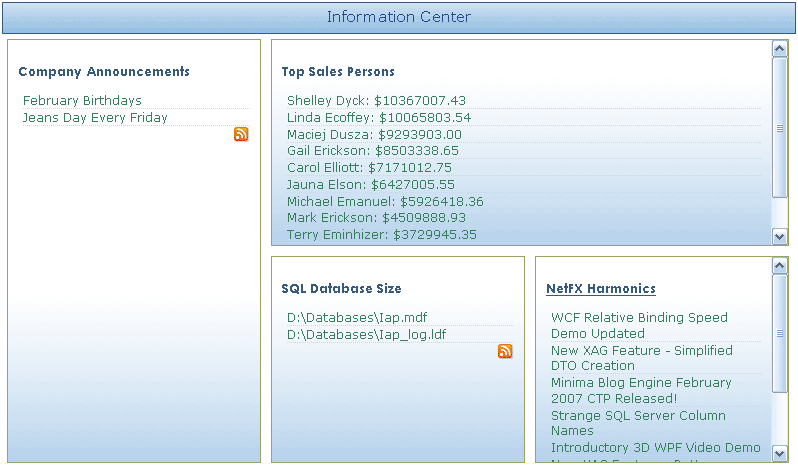 Information Center
Company Announcements
February Birthdays
Jeans Day Every Friday
Top Sales Persons
Shelley Dyck: $10367007.43
Linda Ecoffey: $10065803.54
Maciej Dusza: $9293903.00
Gail Erickson: $8503338.65
Carol Elliott: $7171012.75
Jauna Elson: $6427005.55
Michael Emanuel: $5926418.36
Mark Erickson: $4509888.93
Terry Eminhizer: $3729945.35
SQL Database Size
D:\Databases\Iap.mdf
D:\Databases\Iap_log.ldf
NetFX Harmonics
WCF Relative Binding Speed
Demo Updated
New XAG Feature - Simplified
DTO Creation
Minima Blog Engine February
2007 CTP Released!
Strange SQL Server Column
Names
Introductory 3D WPF Video Demo